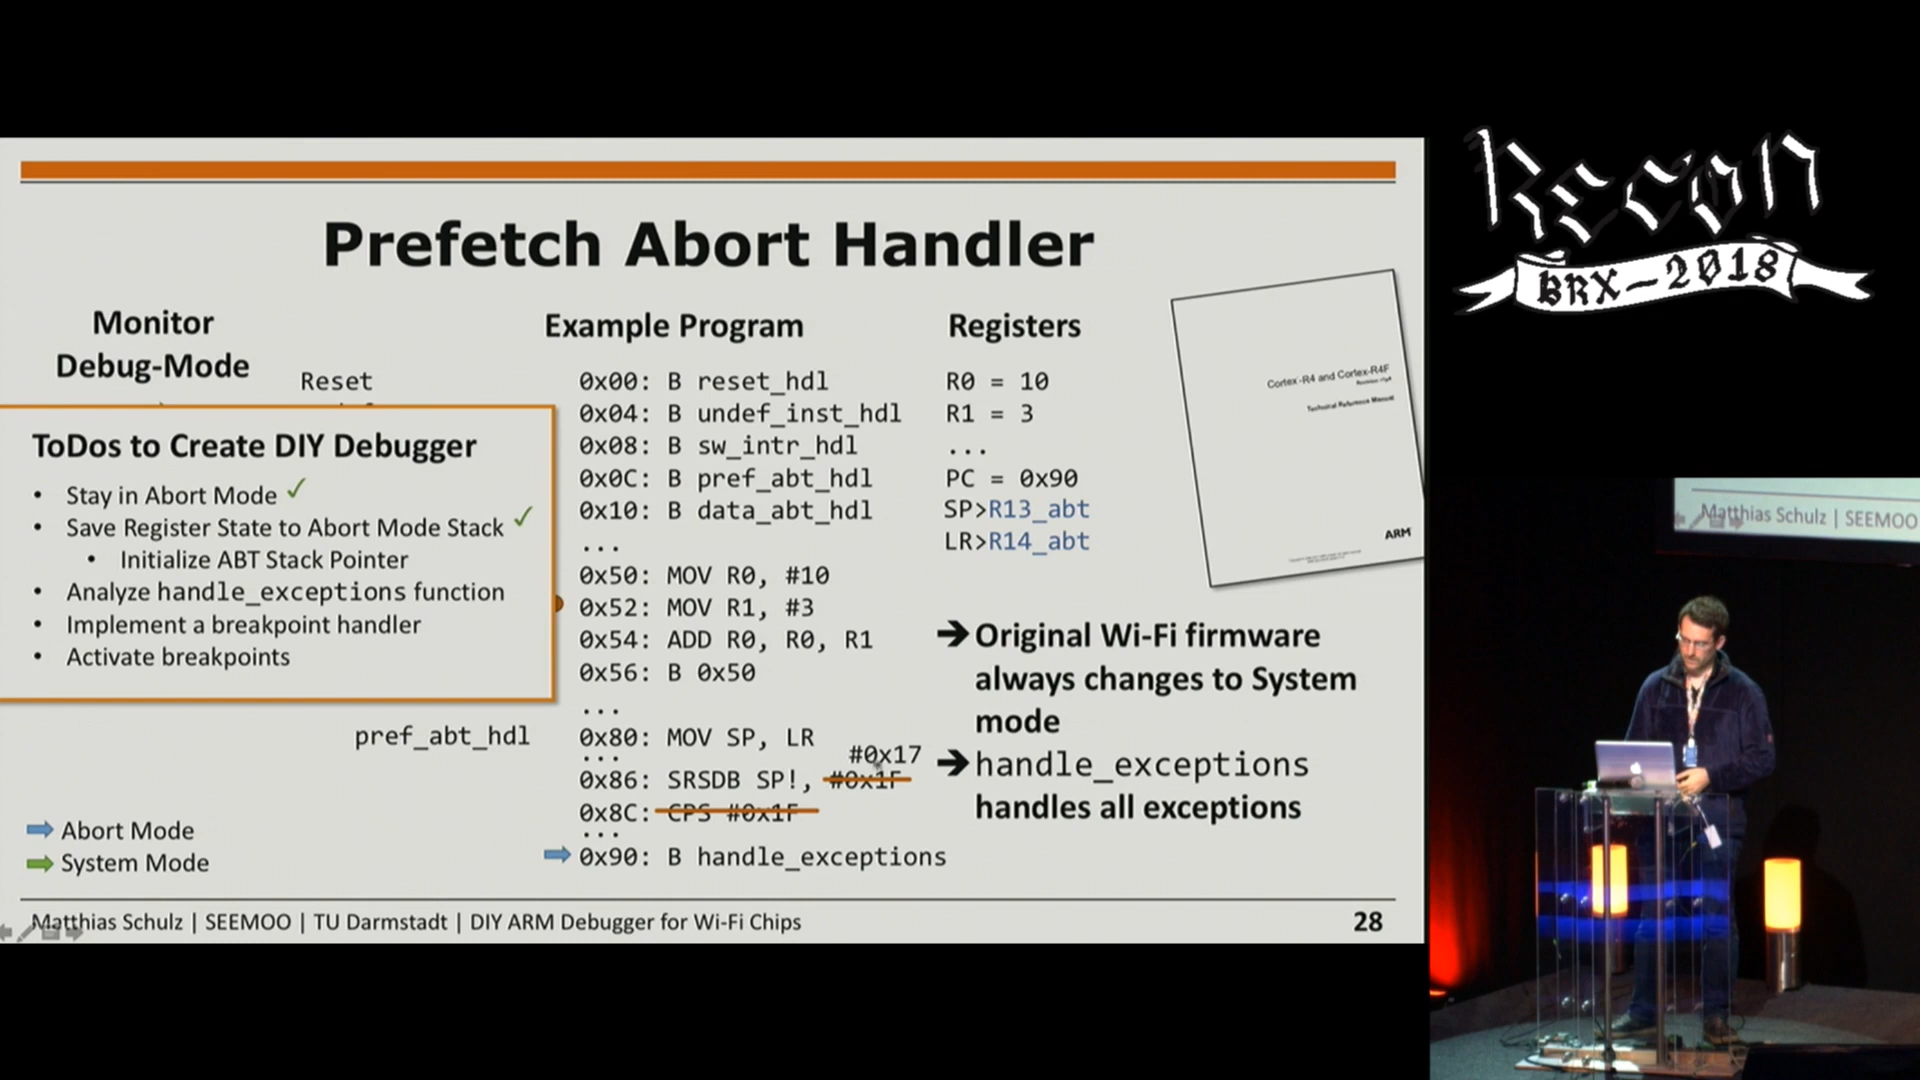 Prefetch Abort Handler
Monitor
Debug-Mode
Reset
ToDos to Create DIY Debugger
• Stay in Abort Mode ✓
• Save Register State to Abort Mode Stack ✓
• Initialize ABT Stack Pointer
• Analyze handle_exceptions function
• Implement a breakpoint handler
• Activate breakpoints
pref_abt_hdl
Abort Mode
System Mode
Example Program
0x00: B reset_hdl
0x04: B undef_inst_hdl
0x08: B sw_intr_hdl
0x0C: B pref_abt_hdl
0x10: B data_abt_hdl
...
0x50: MOV R0, #10
0x52: MOV R1, #3
0x54: ADD R0, R0, R1
0x56: B 0x50
...
0x80: MOV SP, LR
...
#0x17
0x86: SRSDB SP!, #0x1F
0x8C: CPS #0x1F
...
0x90: B handle_exceptions
Registers
R0 = 10
R1 = 3
...
PC = 0x90
SP>R13_abt
LR>R14_abt
Cortex-R4 and Cortex-R4F
Technical Reference Manual
ARM
➔Original Wi-Fi firmware
always changes to System
mode
➔handle_exceptions
handles all exceptions
Matthias Schulz | SEEMOO | TU Darmstadt | DIY ARM Debugger for Wi-Fi Chips
28
Recon
BRX-2018
Matthias Schulz | SEEMOO